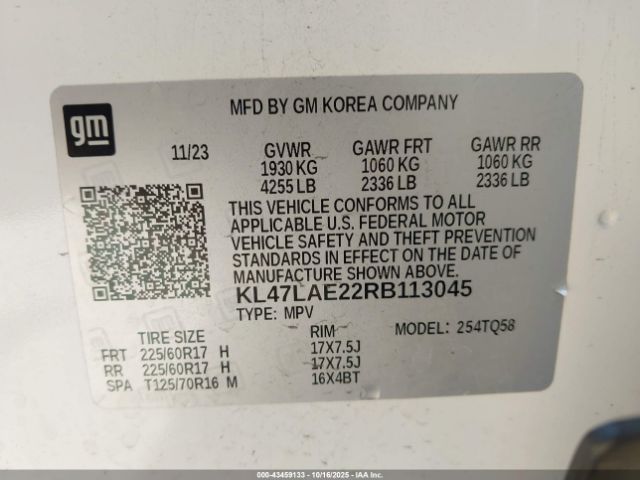 gm
MFD BY GM KOREA COMPANY
11/23 GVWR GAWR FRT GAWR RR
1930 KG 1060 KG 1060 KG
4255 LB 2336 LB 2336 LB
THIS VEHICLE CONFORMS TO ALL
APPLICABLE U.S. FEDERAL MOTOR
VEHICLE SAFETY AND THEFT PREVENTION
STANDARDS IN EFFECT ON THE DATE OF
MANUFACTURE SHOWN ABOVE.
KL47LAE22RB113045
TYPE: MPV MODEL: 254TQ58
TIRE SIZE RIM
FRT 225/60R17 H 17X7.5J
RR 225/60R17 H 17X7.5J
SPA T125/70R16 M 16X4BT
000-43459133 - 10/16/2025 - IAA Inc.